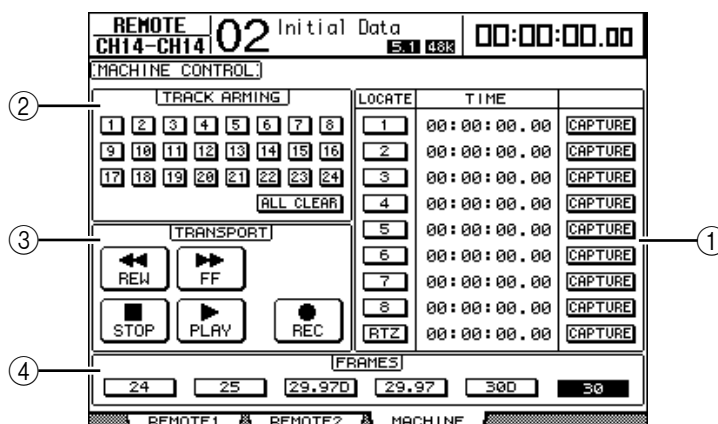 REMOTE
CH14-CH14
02
Initial Data
5.1 48k
00:00:00.00
MACHINE CONTROL
2
TRACK ARMING
1 2 3 4 5 6 7 8
9 10 11 12 13 14 15 16
17 18 19 20 21 22 23 24
ALL CLEAR
LOCATE TIME
1 00:00:00.00 CAPTURE
2 00:00:00.00 CAPTURE
3 00:00:00.00 CAPTURE
4 00:00:00.00 CAPTURE
5 00:00:00.00 CAPTURE
6 00:00:00.00 CAPTURE
7 00:00:00.00 CAPTURE
8 00:00:00.00 CAPTURE
RTZ 00:00:00.00 CAPTURE
1
3
TRANSPORT
REW FF
STOP PLAY REC
4
FRAMES
24 25 29.97D 29.97 30D 30
REMOTE1 REMOTE2 MACHINE